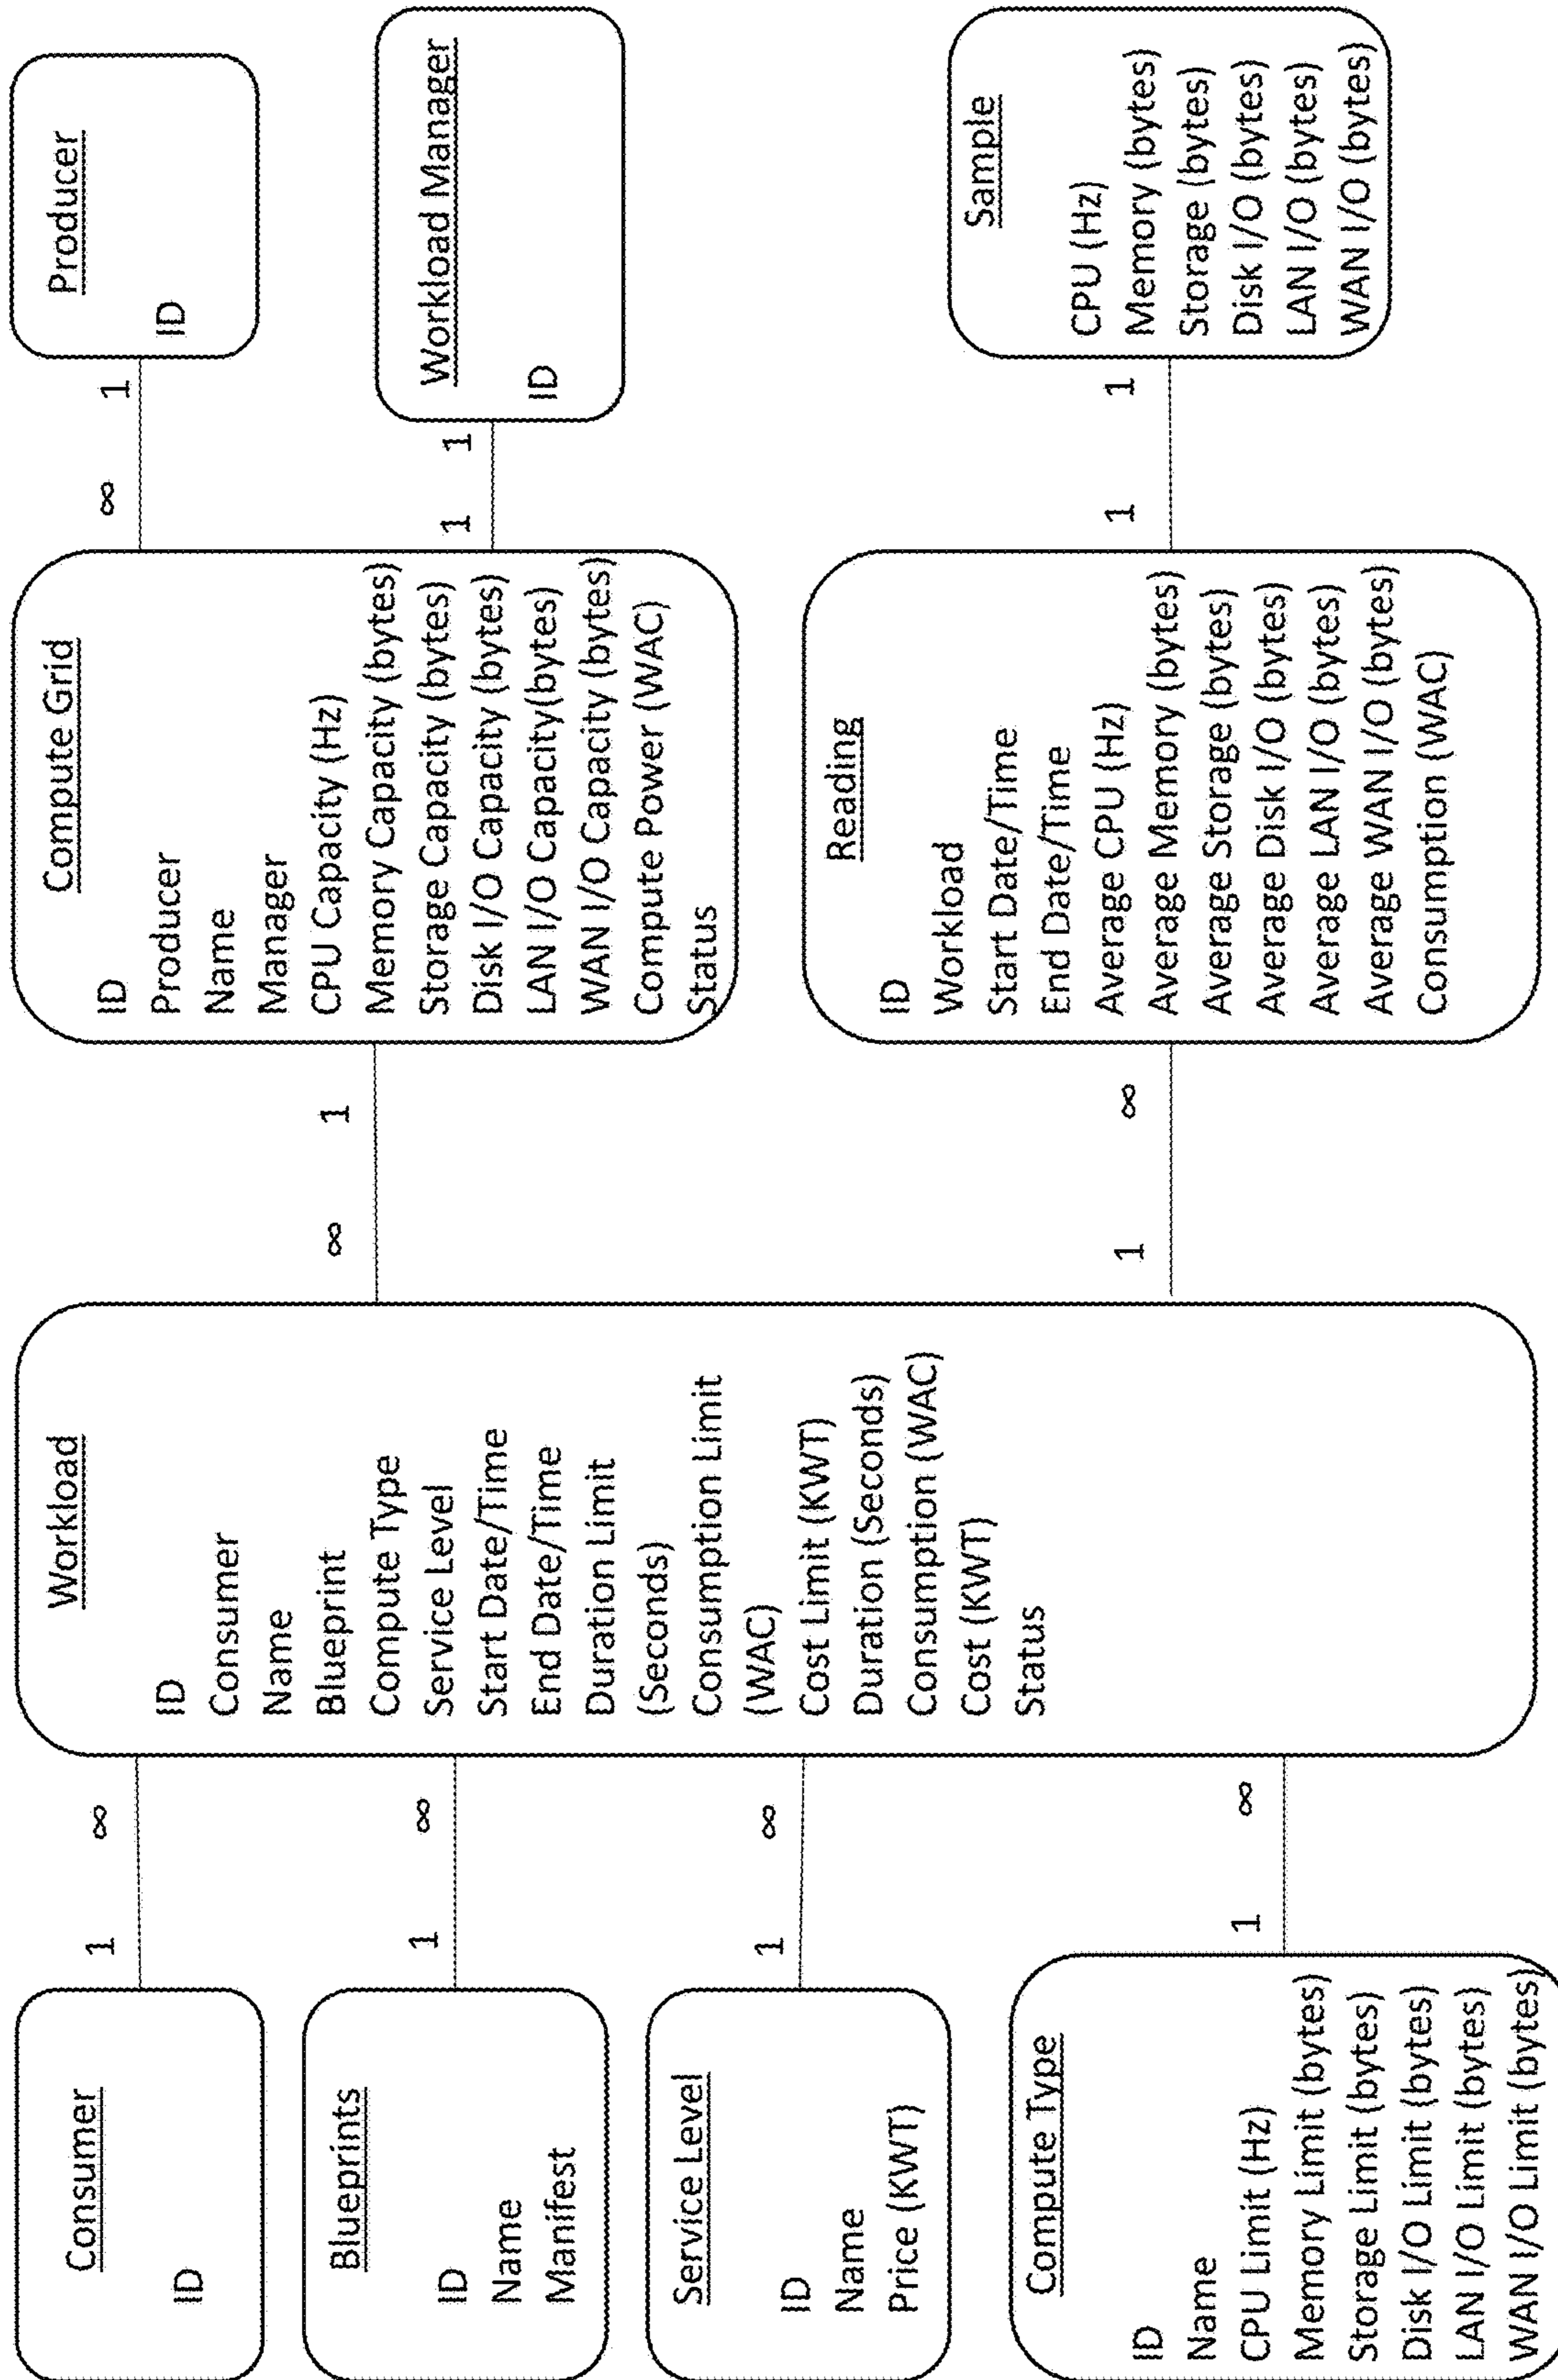 Consumer
ID
1
∞
Blueprints
ID
Name
Manifest
1
∞
Service Level
ID
Name
Price (KWT)
1
∞
Compute Type
ID
Name
CPU Limit (Hz)
Memory Limit (bytes)
Storage Limit (bytes)
Disk I/O Limit (bytes)
LAN I/O Limit (bytes)
WAN I/O Limit (bytes)
1
∞
Workload
ID
Consumer
Name
Blueprint
Compute Type
Service Level
Start Date/Time
End Date/Time
Duration Limit
(Seconds)
Consumption Limit
(WAC)
Cost Limit (KWT)
Duration (Seconds)
Consumption (WAC)
Cost (KWT)
Status
∞
1
1
∞
Compute Grid
ID
Producer
Name
Manager
CPU Capacity (Hz)
Memory Capacity (bytes)
Storage Capacity (bytes)
Disk I/O Capacity (bytes)
LAN I/O Capacity(bytes)
WAN I/O Capacity (bytes)
Compute Power (WAC)
Status
∞
1
1
1
Reading
ID
Workload
Start Date/Time
End Date/Time
Average CPU (Hz)
Average Memory (bytes)
Average Storage (bytes)
Average Disk I/O (bytes)
Average LAN I/O (bytes)
Average WAN I/O (bytes)
Consumption (WAC)
1
1
Producer
ID
Workload Manager
ID
Sample
CPU (Hz)
Memory (bytes)
Storage (bytes)
Disk I/O (bytes)
LAN I/O (bytes)
WAN I/O (bytes)